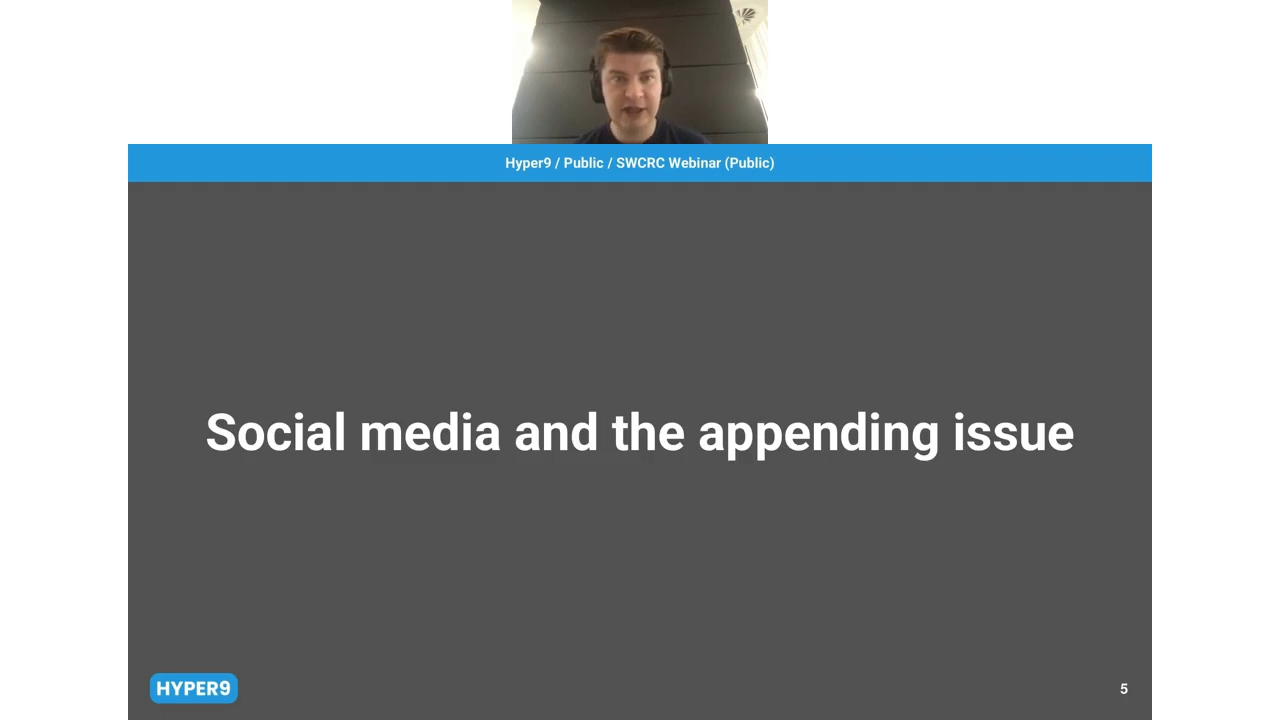 Hyper9 / Public / SWCRC Webinar (Public)
Social media and the appending issue
HYPER9
5